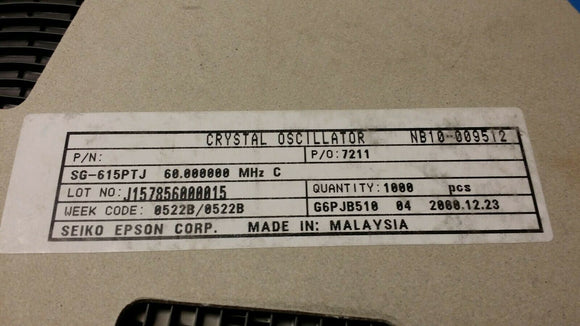 CRYSTAL OSCILLATOR NB10-009512
P/N: P/O:7211
SG-615PTJ 60.000000 MHz C
LOT NO: J157856000015 QUANTITY: 1000 pcs
WEEK CODE: 0522B/0522B G6PJB510 04 2000.12.23
SEIKO EPSON CORP. MADE IN: MALAYSIA